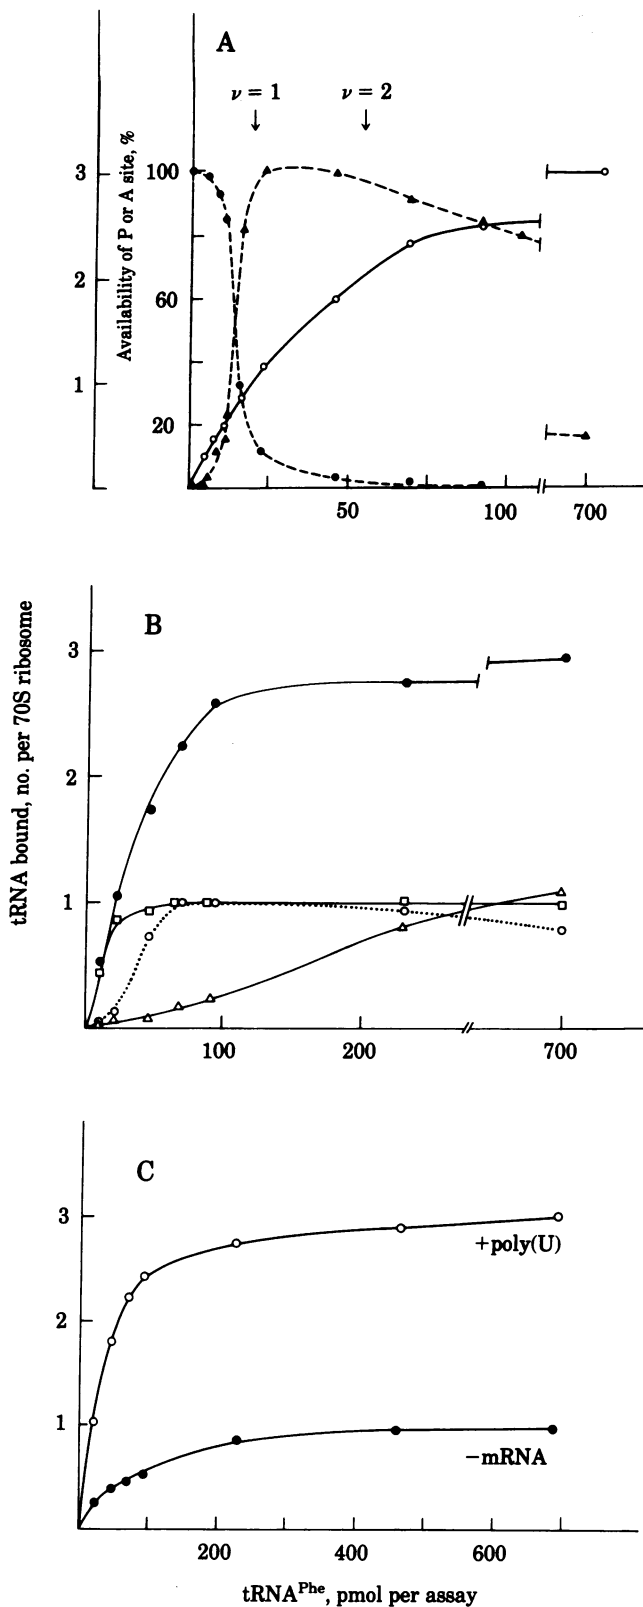 A
ν = 1 ν = 2
3 100
2 60
1 20
50 100 700
Availability of P or A site, %
B
3
2
1
100 200 700
tRNA bound, no. per 70S ribosome
C
3
+poly(U)
2
1
−mRNA
200 400 600
tRNAPhe, pmol per assay